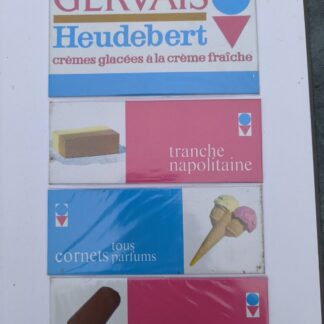 GERVAIS
Heudebert
crèmes glacées à la crème fraîche
tranche
napolitaine
tous
cornets parfums